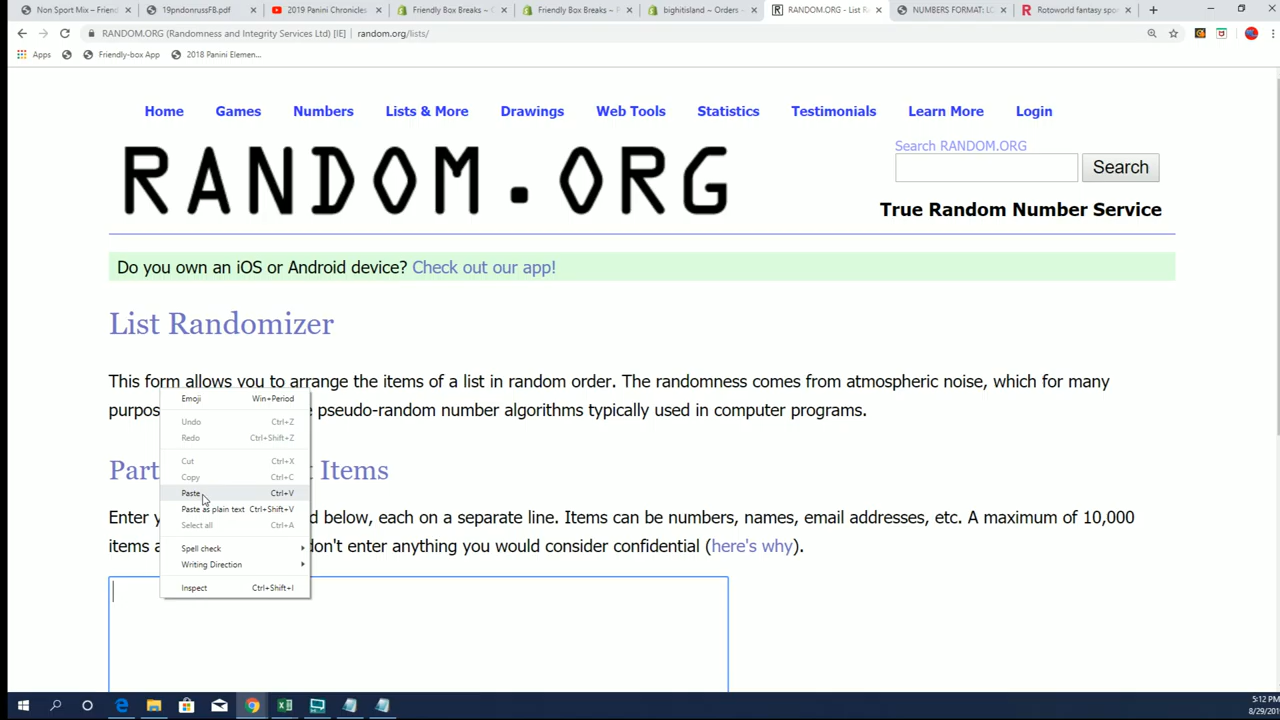 Non Sport Mix – Frien
19pndonrussFB.pdf
2019 Panini Chronicles
Friendly Box Breaks – C
Friendly Box Breaks – P
bighitisland – Orders –
RANDOM.ORG - List R
NUMBERS FORMAT: LO
Rotoworld fantasy spo
RANDOM.ORG (Randomness and Integrity Services Ltd) [IE] | random.org/lists/
Apps
Friendly-box App
2018 Panini Elemen...
Home
Games
Numbers
Lists & More
Drawings
Web Tools
Statistics
Testimonials
Learn More
Login
RANDOM.ORG
Search RANDOM.ORG
Search
True Random Number Service
Do you own an iOS or Android device? Check out our app!
List Randomizer
This form allows you to arrange the items of a list in random order. The randomness comes from atmospheric noise, which for many
purpos
pseudo-random number algorithms typically used in computer programs.
Emoji Win+Period
Undo Ctrl+Z
Redo Ctrl+Shift+Z
Cut Ctrl+X
Copy Ctrl+C
Paste Ctrl+V
Paste as plain text Ctrl+Shift+V
Select all Ctrl+A
Spell check
Writing Direction
Inspect Ctrl+Shift+I
Part
Items
Enter y
d below, each on a separate line. Items can be numbers, names, email addresses, etc. A maximum of 10,000
items a
don't enter anything you would consider confidential (here's why).
5:12 PM
8/29/201